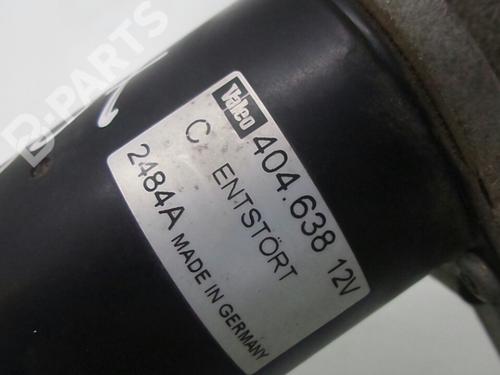 Valeo 404.638 12V
C ENTSTÖRT
2484A MADE IN GERMANY
B-PARTS